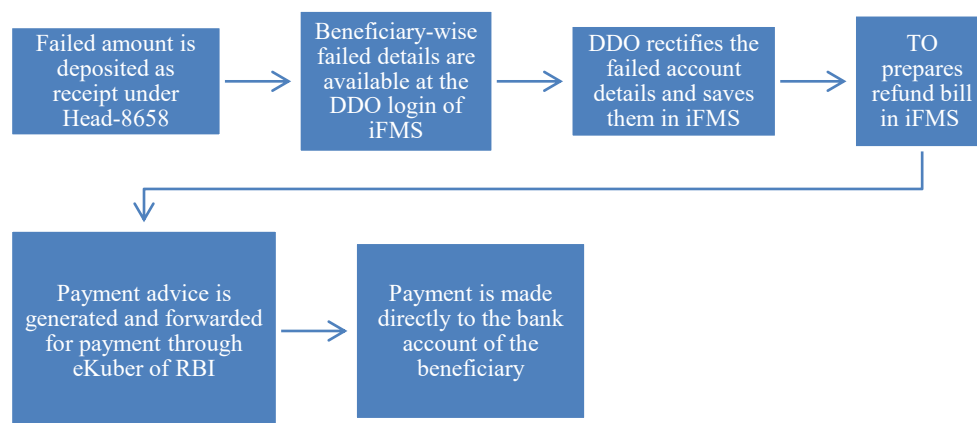 Failed amount is
deposited as
receipt under
Head-8658
Beneficiary-wise
failed details are
available at the
DDO login of
iFMS
DDO rectifies the
failed account
details and saves
them in iFMS
TO
prepares
refund bill
in iFMS
Payment advice is
generated and forwarded
for payment through
eKuber of RBI
Payment is made
directly to the bank
account of the
beneficiary